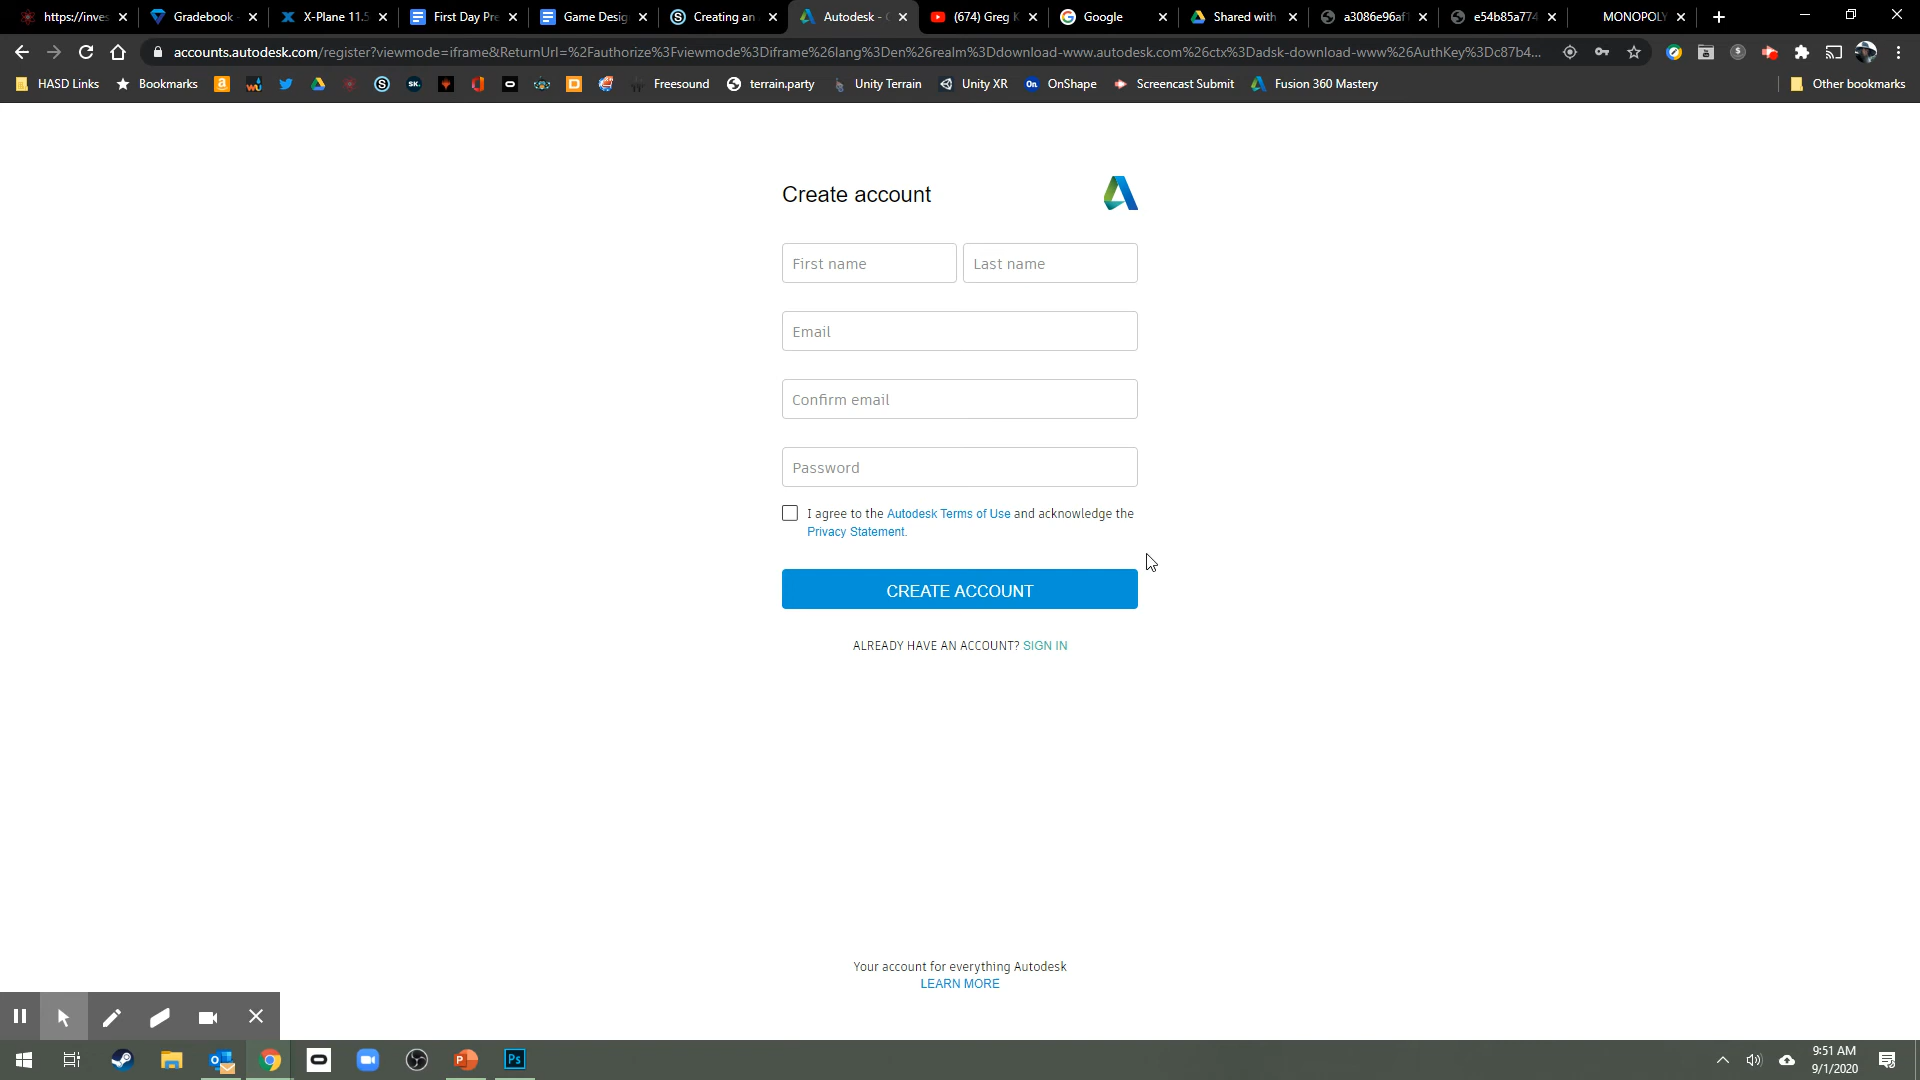 https://inves
Gradebook
X-Plane 11.5
First Day Pre
Game Desig
Creating an
Autodesk - C
(674) Greg K
Google
Shared with
a3086e96af1
e54b85a774
MONOPOLY
accounts.autodesk.com/register?viewmode=iframe&ReturnUrl=%2Fauthorize%3Fviewmode%3Diframe%26lang%3Den%26realm%3Ddownload-www.autodesk.com%26ctx%3Dadsk-download-www%26AuthKey%3Dc87b4...
HASD Links
Bookmarks
Freesound
terrain.party
Unity Terrain
Unity XR
OnShape
Screencast Submit
Fusion 360 Mastery
Other bookmarks
Create account
First name
Last name
Email
Confirm email
Password
I agree to the Autodesk Terms of Use and acknowledge the
Privacy Statement.
CREATE ACCOUNT
ALREADY HAVE AN ACCOUNT? SIGN IN
Your account for everything Autodesk
LEARN MORE
9:51 AM
9/1/2020